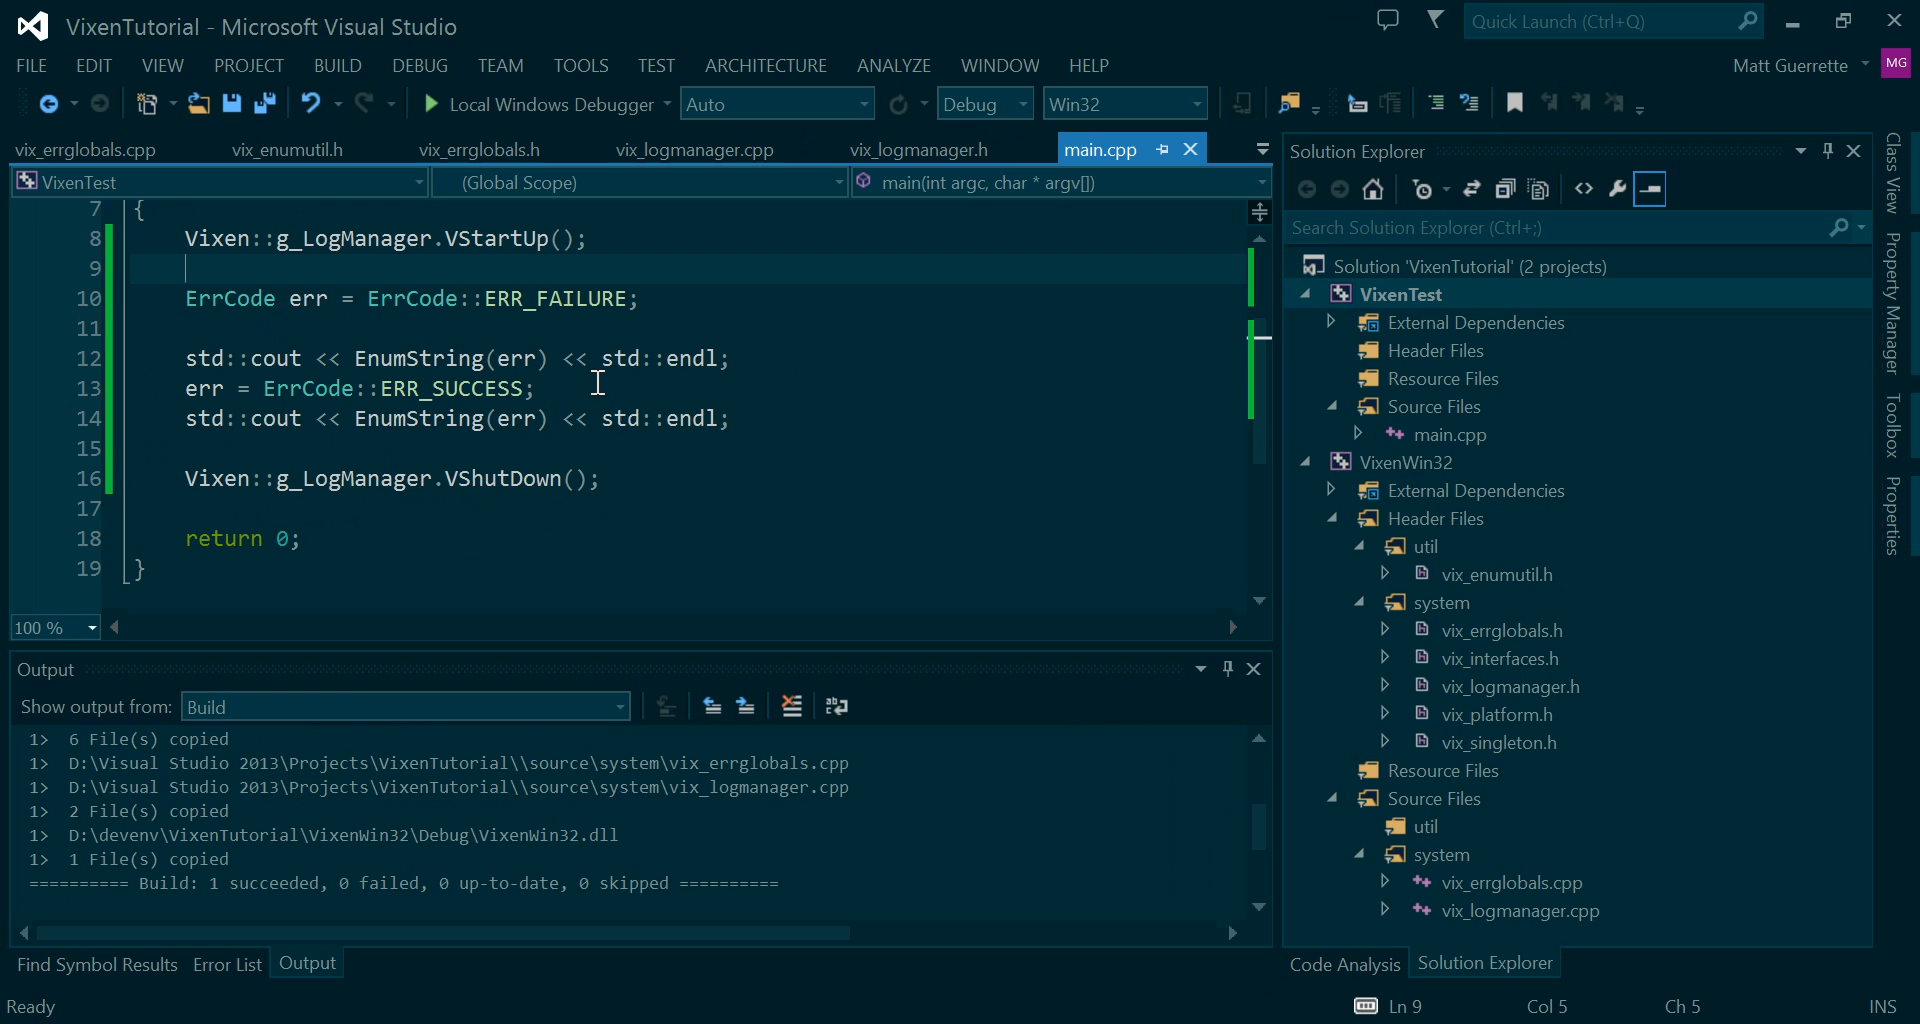 VixenTutorial - Microsoft Visual Studio
Quick Launch (Ctrl+Q)
FILE EDIT VIEW PROJECT BUILD DEBUG TEAM TOOLS TEST ARCHITECTURE ANALYZE WINDOW HELP
Matt Guerrette MG
Local Windows Debugger Auto Debug Win32
vix_errglobals.cpp vix_enumutil.h vix_errglobals.h vix_logmanager.cpp vix_logmanager.h main.cpp
VixenTest (Global Scope) main(int argc, char * argv[])
7 {
8 Vixen::g_LogManager.VStartUp();
9
10 ErrCode err = ErrCode::ERR_FAILURE;
11
12 std::cout << EnumString(err) << std::endl;
13 err = ErrCode::ERR_SUCCESS;
14 std::cout << EnumString(err) << std::endl;
15
16 Vixen::g_LogManager.VShutDown();
17
18 return 0;
19 }
100 %
Output
Show output from: Build
1> 6 File(s) copied
1> D:\Visual Studio 2013\Projects\VixenTutorial\\source\system\vix_errglobals.cpp
1> D:\Visual Studio 2013\Projects\VixenTutorial\\source\system\vix_logmanager.cpp
1> 2 File(s) copied
1> D:\devenv\VixenTutorial\VixenWin32\Debug\VixenWin32.dll
1> 1 File(s) copied
========== Build: 1 succeeded, 0 failed, 0 up-to-date, 0 skipped ==========
Find Symbol Results Error List Output
Solution Explorer
Search Solution Explorer (Ctrl+;)
Solution 'VixenTutorial' (2 projects)
VixenTest
External Dependencies
Header Files
Resource Files
Source Files
main.cpp
VixenWin32
External Dependencies
Header Files
util
vix_enumutil.h
system
vix_errglobals.h
vix_interfaces.h
vix_logmanager.h
vix_platform.h
vix_singleton.h
Resource Files
Source Files
util
system
vix_errglobals.cpp
vix_logmanager.cpp
Code Analysis Solution Explorer
Class View
Property Manager
Toolbox
Properties
Ready Ln 9 Col 5 Ch 5 INS